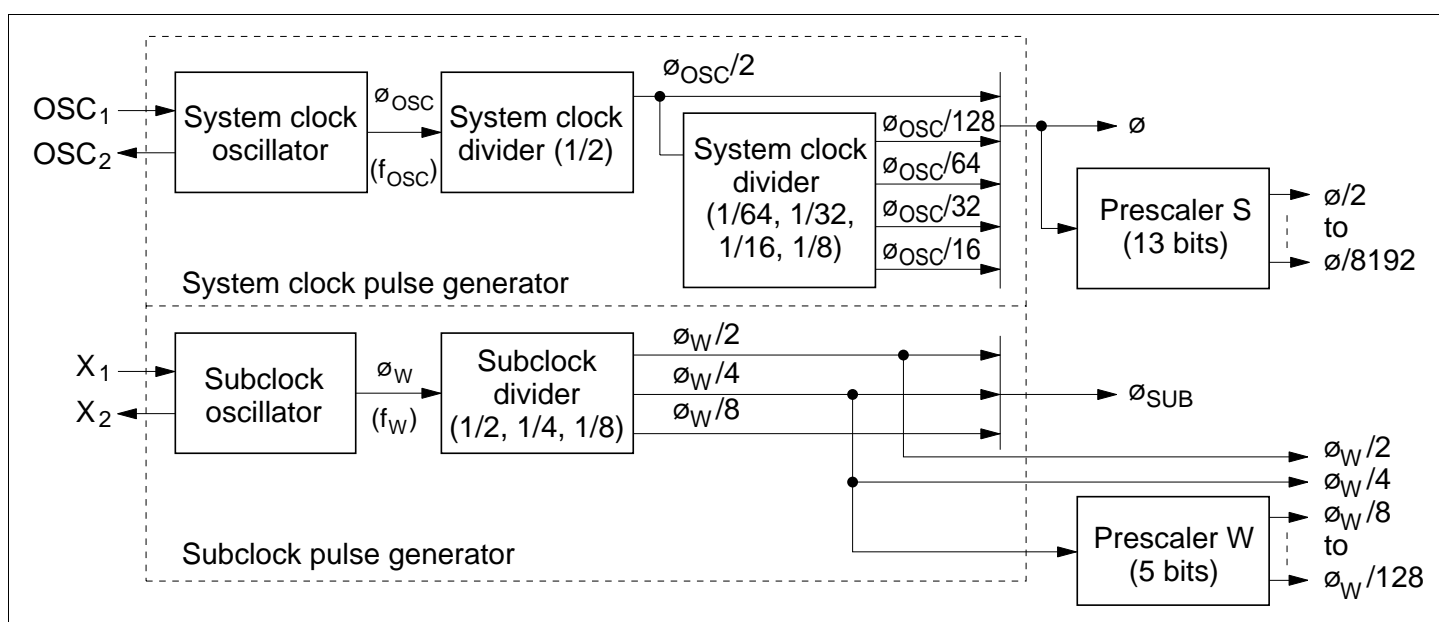 OSC1
OSC2
System clock
oscillator
øOSC
(fOSC)
System clock
divider (1/2)
øOSC/2
System clock
divider
(1/64, 1/32,
1/16, 1/8)
øOSC/128
øOSC/64
øOSC/32
øOSC/16
ø
Prescaler S
(13 bits)
ø/2
to
ø/8192
System clock pulse generator
X1
X2
Subclock
oscillator
øW
(fW)
Subclock
divider
(1/2, 1/4, 1/8)
øW/2
øW/4
øW/8
øSUB
øW/2
øW/4
Prescaler W
(5 bits)
øW/8
to
øW/128
Subclock pulse generator